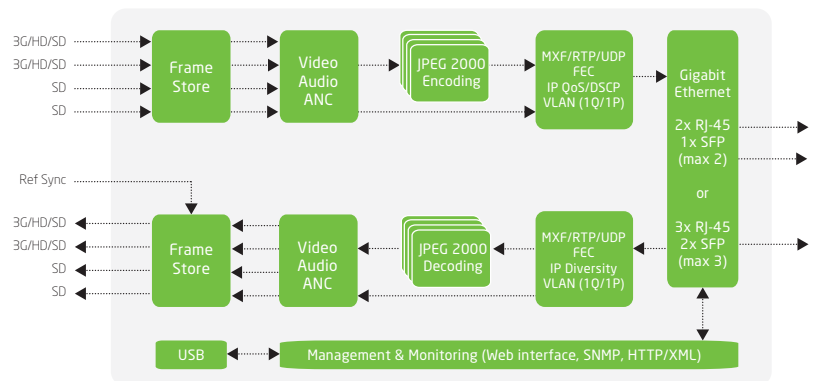 3G/HD/SD
3G/HD/SD
SD
SD
Frame
Store
Video
Audio
ANC
JPEG 2000
Encoding
MXF/RTP/UDP
FEC
IP QoS/DSCP
VLAN (1Q/1P)
Gigabit
Ethernet
2x RJ-45
1x SFP
(max 2)
or
3x RJ-45
2x SFP
(max 3)
Ref Sync
3G/HD/SD
3G/HD/SD
SD
SD
Frame
Store
Video
Audio
ANC
JPEG 2000
Decoding
MXF/RTP/UDP
FEC
IP Diversity
VLAN (1Q/1P)
USB
Management & Monitoring (Web interface, SNMP, HTTP/XML)